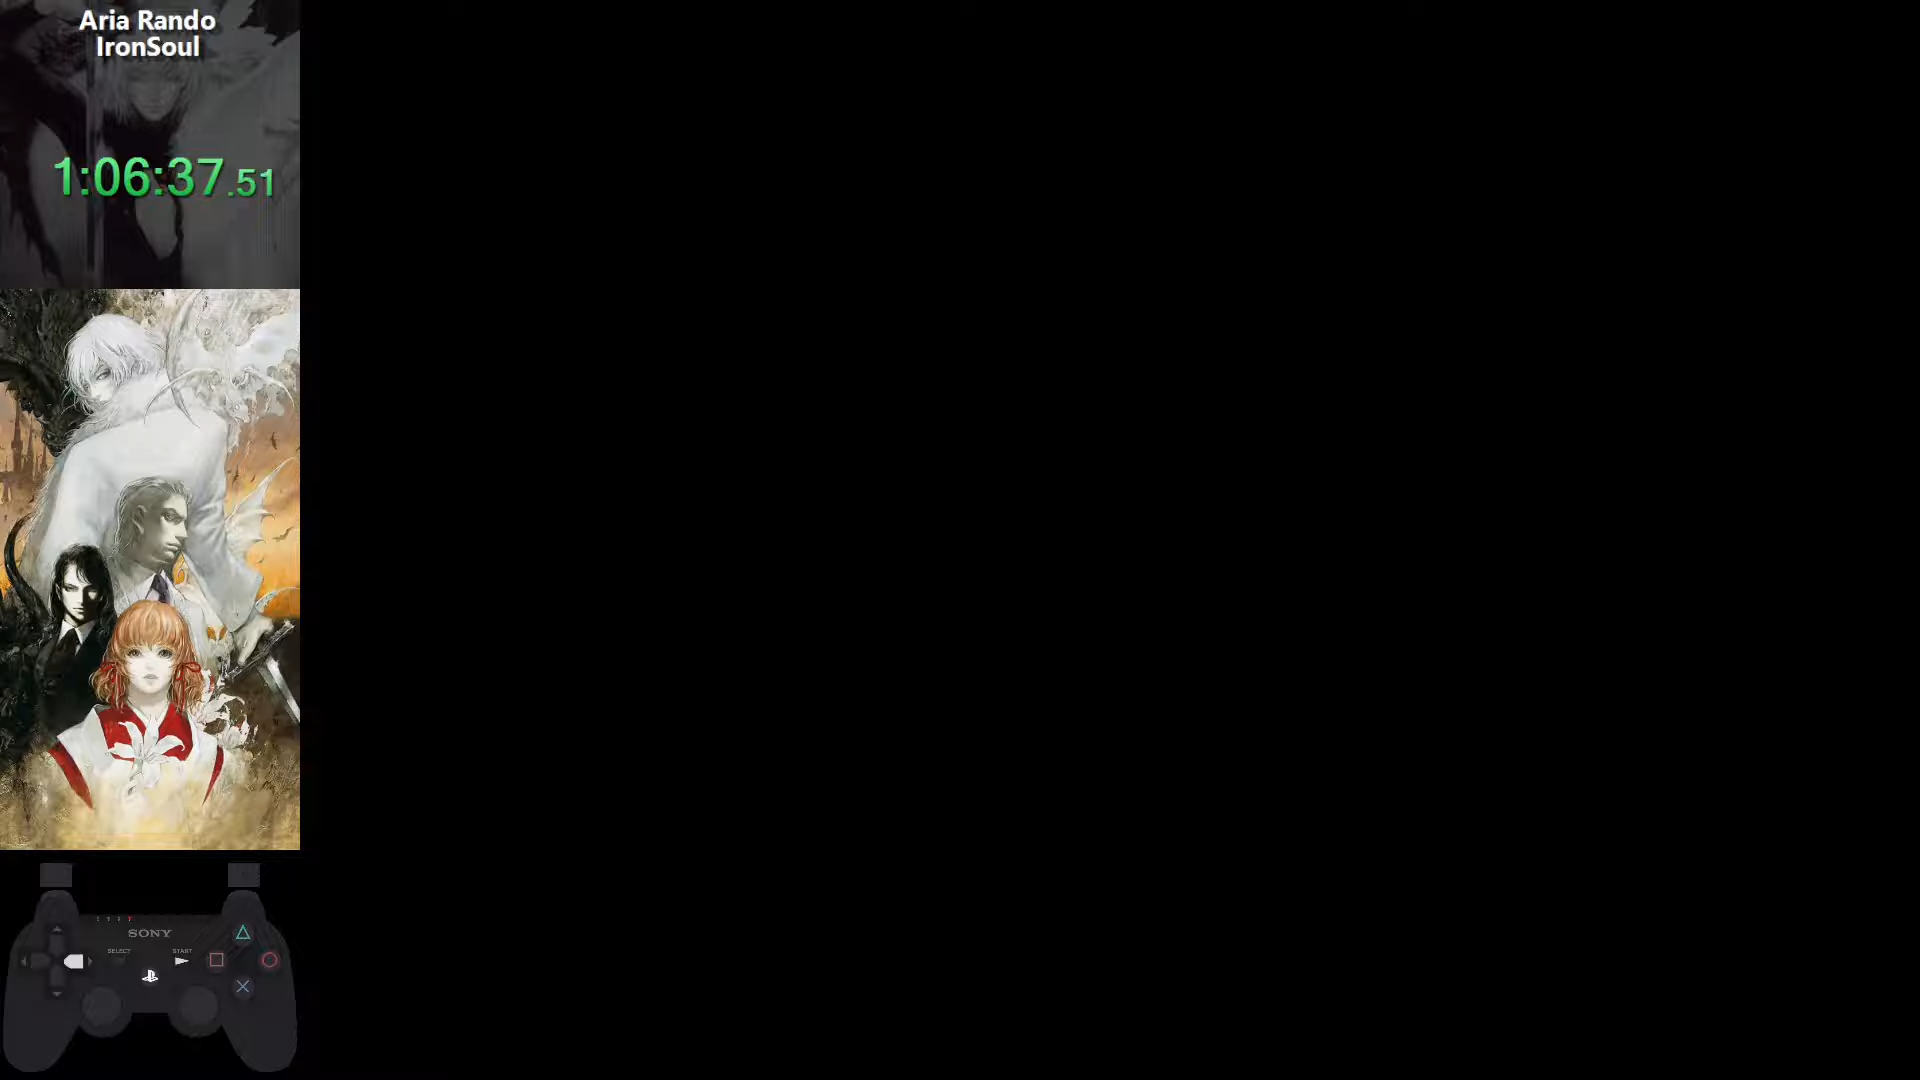 Aria Rando
IronSoul
1:06:37.51
SONY
SELECT
START